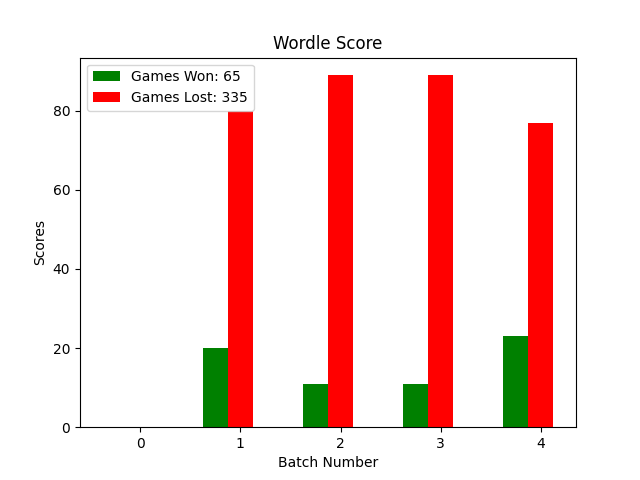 Wordle Score
Games Won: 65
Games Lost: 335
Scores
80
60
40
20
0
0 1 2 3 4
Batch Number